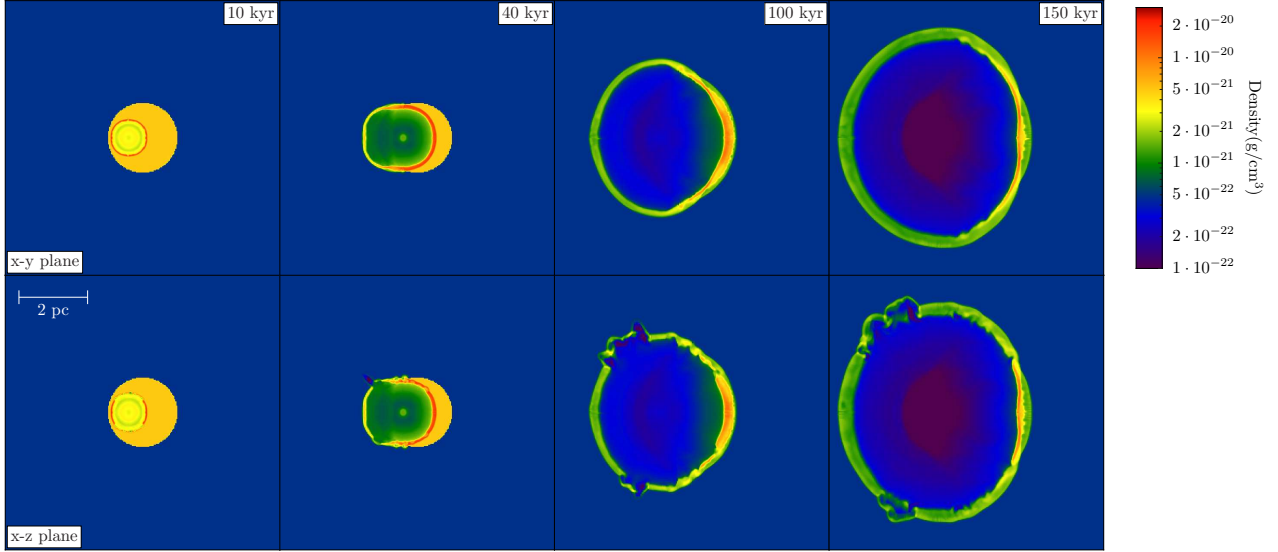 10 kyr
40 kyr
100 kyr
150 kyr
x-y plane
2 pc
x-z plane
2 · 10⁻²⁰
1 · 10⁻²⁰
5 · 10⁻²¹
2 · 10⁻²¹
1 · 10⁻²¹
5 · 10⁻²²
2 · 10⁻²²
1 · 10⁻²²
Density(g/cm³)